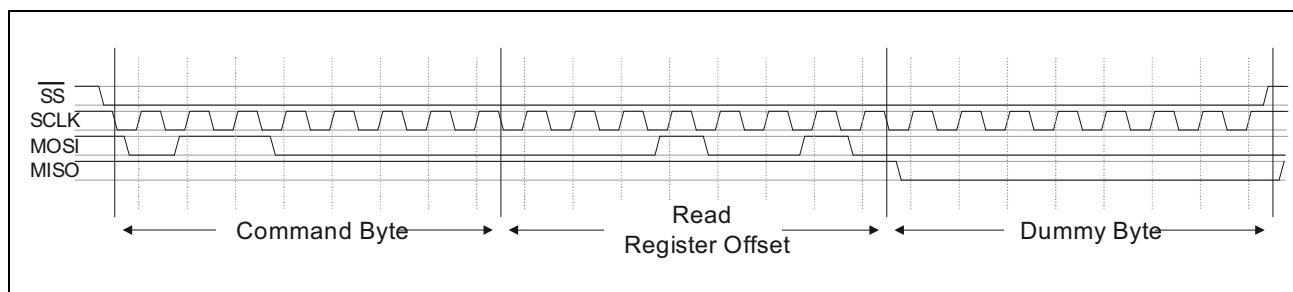 SS
SCLK
MOSI
MISO
Command Byte
Read
Register Offset
Dummy Byte